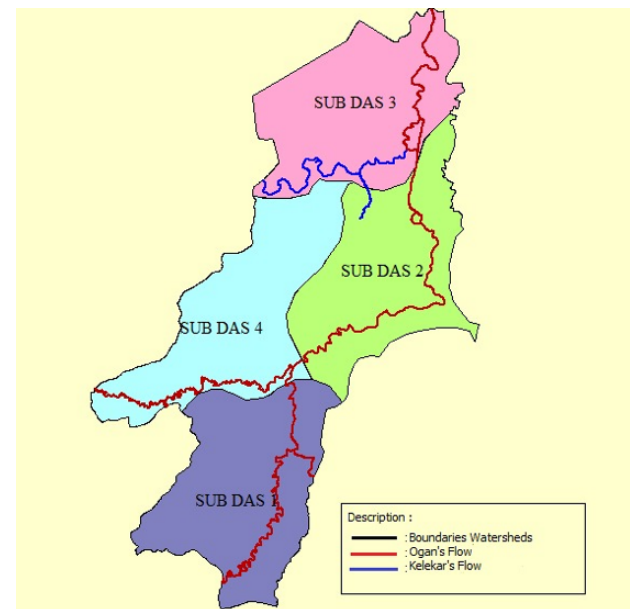 SUB DAS 3
SUB DAS 2
SUB DAS 4
SUB DAS 1
Description :
: Boundaries Watersheds
: Ogan's Flow
: Kelekar's Flow